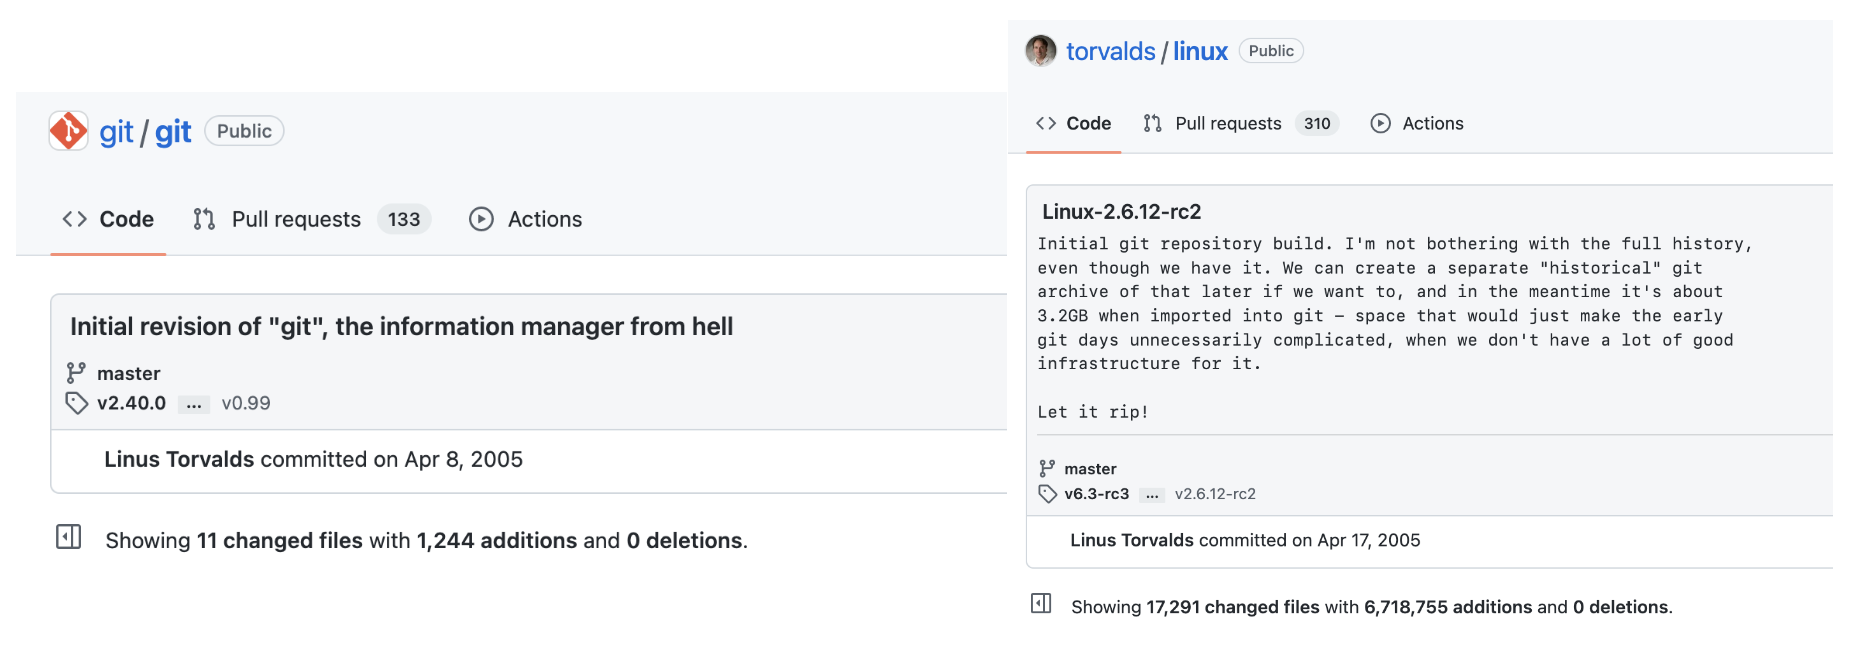 git / git Public
Code Pull requests 133 Actions
Initial revision of "git", the information manager from hell
master
v2.40.0 ... v0.99
Linus Torvalds committed on Apr 8, 2005
Showing 11 changed files with 1,244 additions and 0 deletions.
torvalds / linux Public
Code Pull requests 310 Actions
Linux-2.6.12-rc2
Initial git repository build. I'm not bothering with the full history,
even though we have it. We can create a separate "historical" git
archive of that later if we want to, and in the meantime it's about
3.2GB when imported into git – space that would just make the early
git days unnecessarily complicated, when we don't have a lot of good
infrastructure for it.
Let it rip!
master
v6.3-rc3 ... v2.6.12-rc2
Linus Torvalds committed on Apr 17, 2005
Showing 17,291 changed files with 6,718,755 additions and 0 deletions.